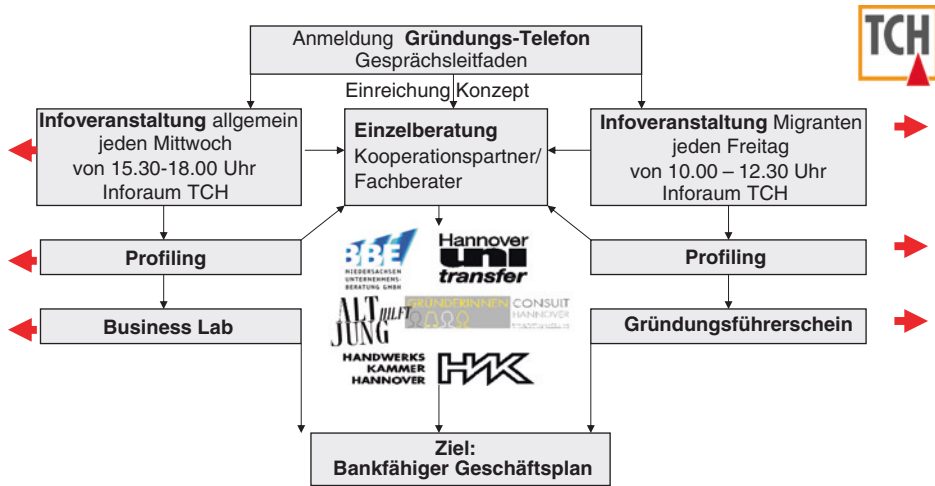 Anmeldung Gründungs-Telefon
Gesprächsleitfaden
TCH
Einreichung Konzept
Infoveranstaltung allgemein
jeden Mittwoch
von 15.30-18.00 Uhr
Inforaum TCH
Einzelberatung
Kooperationspartner/
Fachberater
Infoveranstaltung Migranten
jeden Freitag
von 10.00 – 12.30 Uhr
Inforaum TCH
Profiling
BBE
NIEDERSACHSEN
UNTERNEHMENS-
BERATUNG GMBH
Hannover
uni
transfer
Profiling
Business Lab
ALT
HILFT
JUNG
GRÜNDERINNEN
CONSULT
HANNOVER
Gründungsführerschein
HANDWERKS
KAMMER
HANNOVER
HWK
Ziel:
Bankfähiger Geschäftsplan